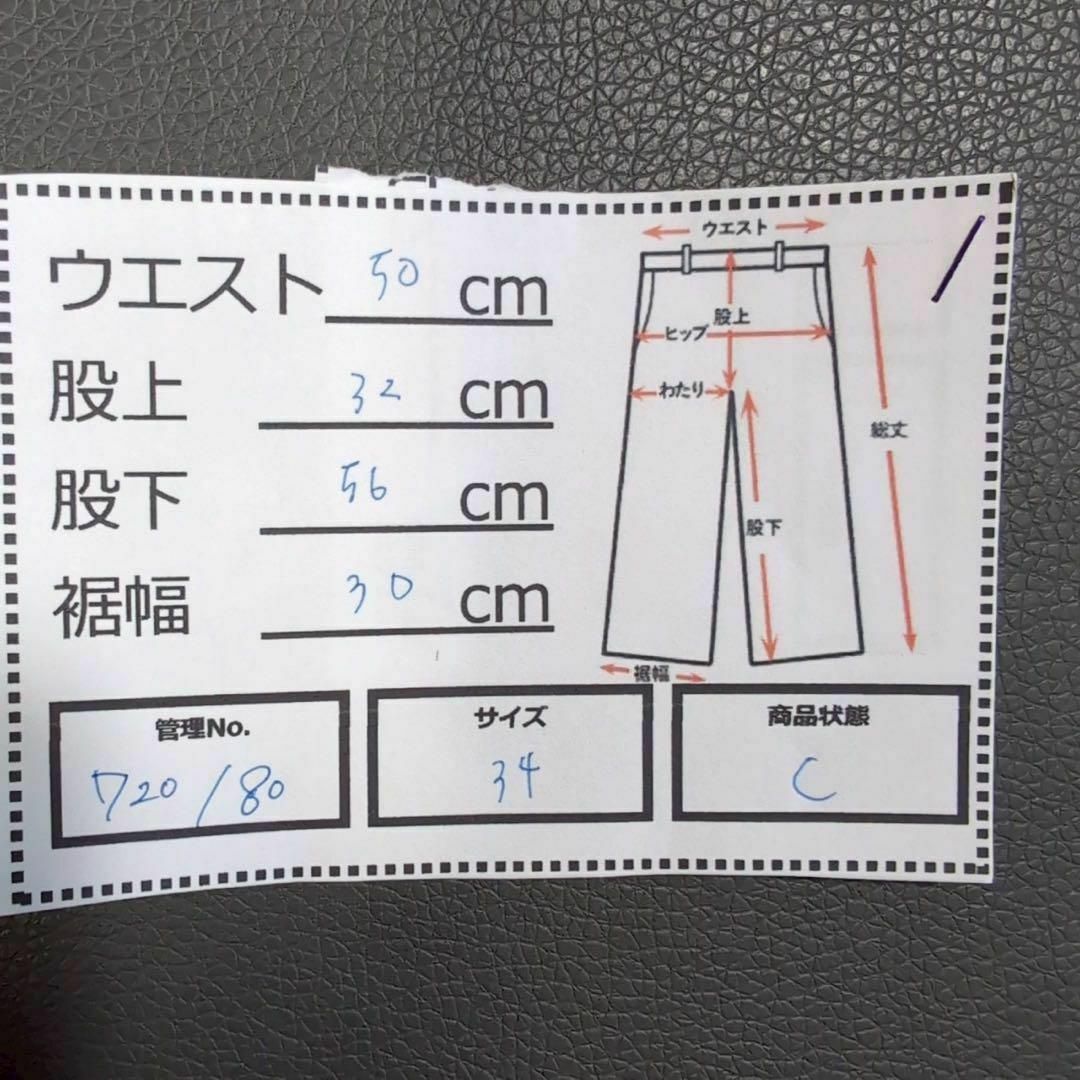 ウエスト 50 cm
股上 32 cm
股下 56 cm
裾幅 30 cm
ウエスト
股上
ヒップ
わたり
総丈
股下
裾幅
管理No.
720/80
サイズ
34
商品状態
C